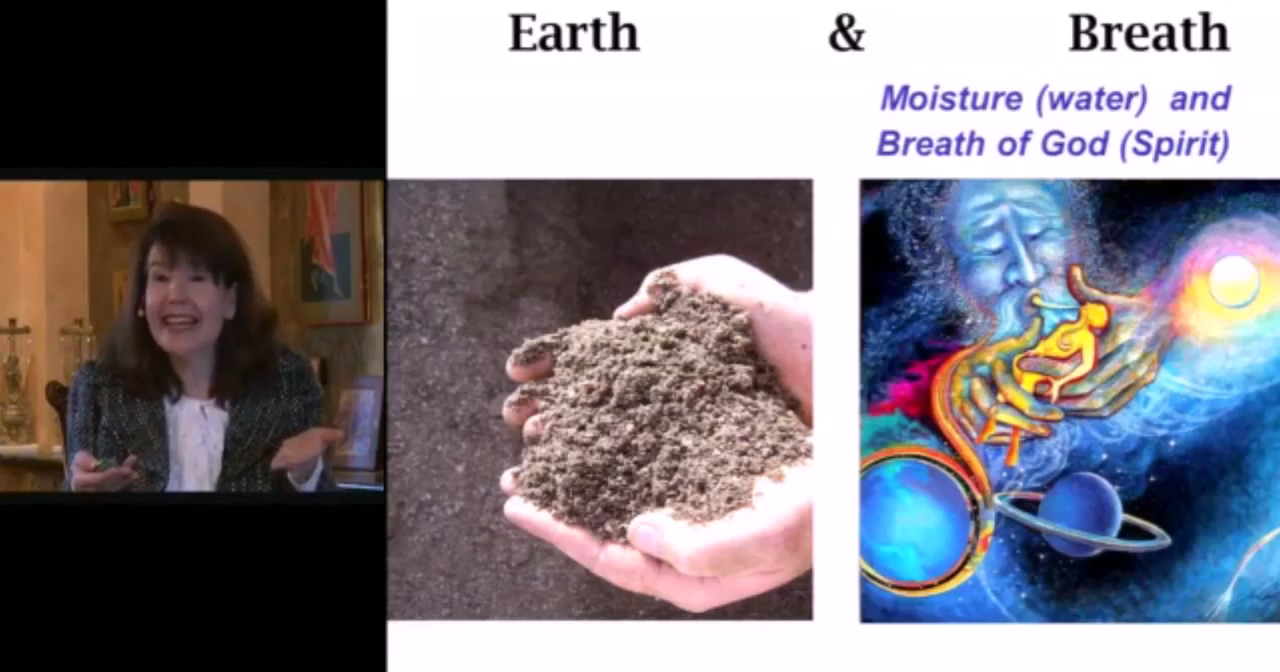 Earth & Breath
Moisture (water) and
Breath of God (Spirit)